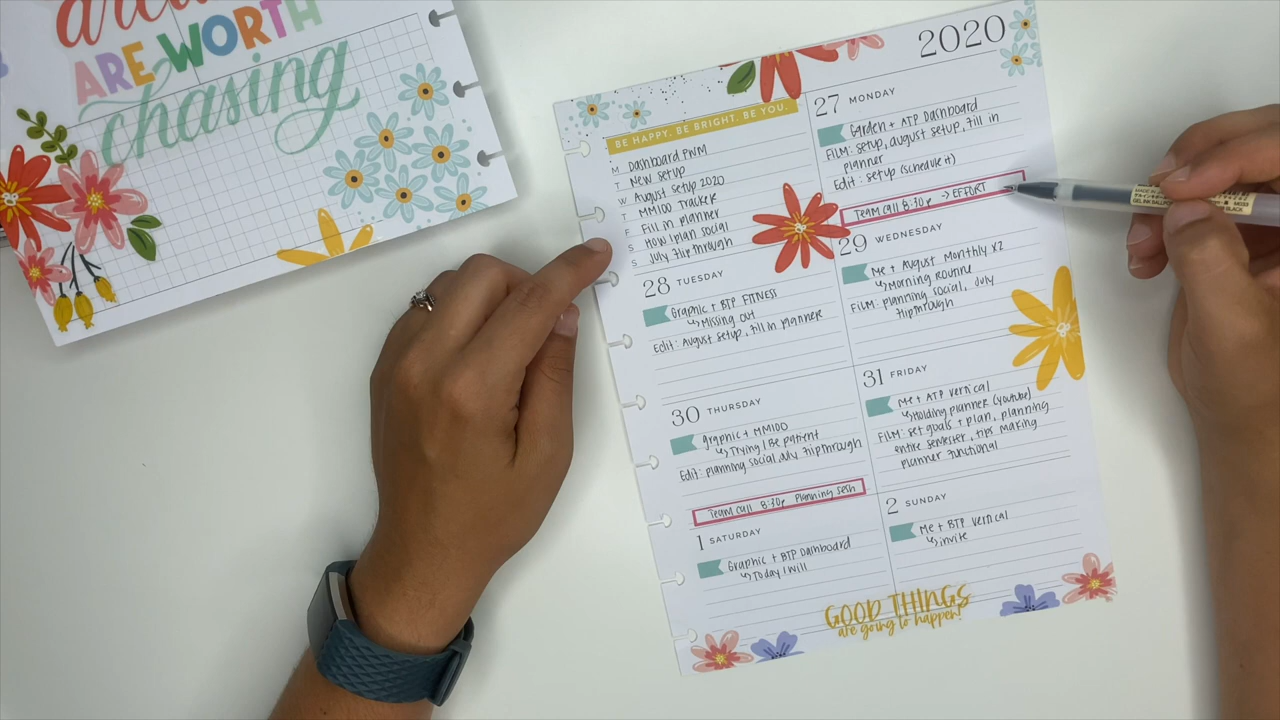 ARE WORTH
chasing
2020
BE HAPPY. BE BRIGHT. BE YOU.
M Dashboard PWM
T New setup
W August setup 2020
T MM100 Tracker
F Fill in planner
S How I plan social
S July flipthrough
27 MONDAY
Garden + ATP Dashboard
FILM: setup, august setup, fill in
planner
Edit: setup (schedule it)
Team call 8:30p → EFFORT
28 TUESDAY
Graphic + BTP FITNESS
↳ Missing out
Edit: August setup, fill in planner
29 WEDNESDAY
Me + August Monthly x2
↳ Morning Routine
FILM: planning, social, July
flipthrough
30 THURSDAY
Graphic + MM100
↳ Trying / Be patient
Edit: planning social, July flipthrough
Team call 8:30p Planning Sesh
31 FRIDAY
Me + ATP vertical
↳ Holding planner (youtube)
FILM: set goals + plan, planning
entire semester, tips making
planner functional
1 SATURDAY
Graphic + BTP Dashboard
↳ Today I Will
2 SUNDAY
Me + BTP vertical
↳ invite
GOOD THINGS
are going to happen!